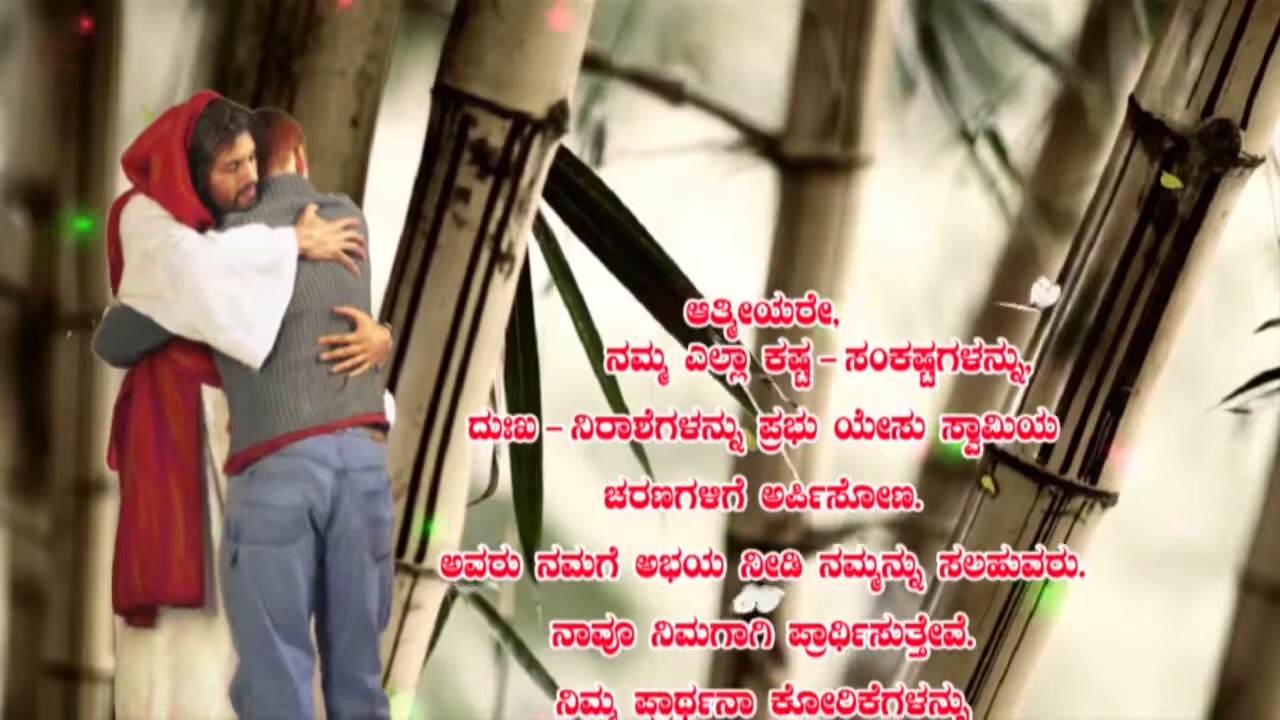 ಆತ್ಮೀಯರೇ,
ನಮ್ಮ ಎಲ್ಲಾ ಕಷ್ಟ – ಸಂಕಷ್ಟಗಳನ್ನು,
ದುಃಖ – ನಿರಾಶೆಗಳನ್ನು ಪ್ರಭು ಯೇಸು ಸ್ವಾಮಿಯ
ಚರಣಗಳಿಗೆ ಅರ್ಪಿಸೋಣ.
ಅವರು ನಮಗೆ ಅಭಯ ನೀಡಿ ನಮ್ಮನ್ನು ಸಲಹುವರು.
ನಾವೂ ನಿಮಗಾಗಿ ಪ್ರಾರ್ಥಿಸುತ್ತೇವೆ.
ನಿಮ್ಮ ಪ್ರಾರ್ಥನಾ ಕೋರಿಕೆಗಳನ್ನು